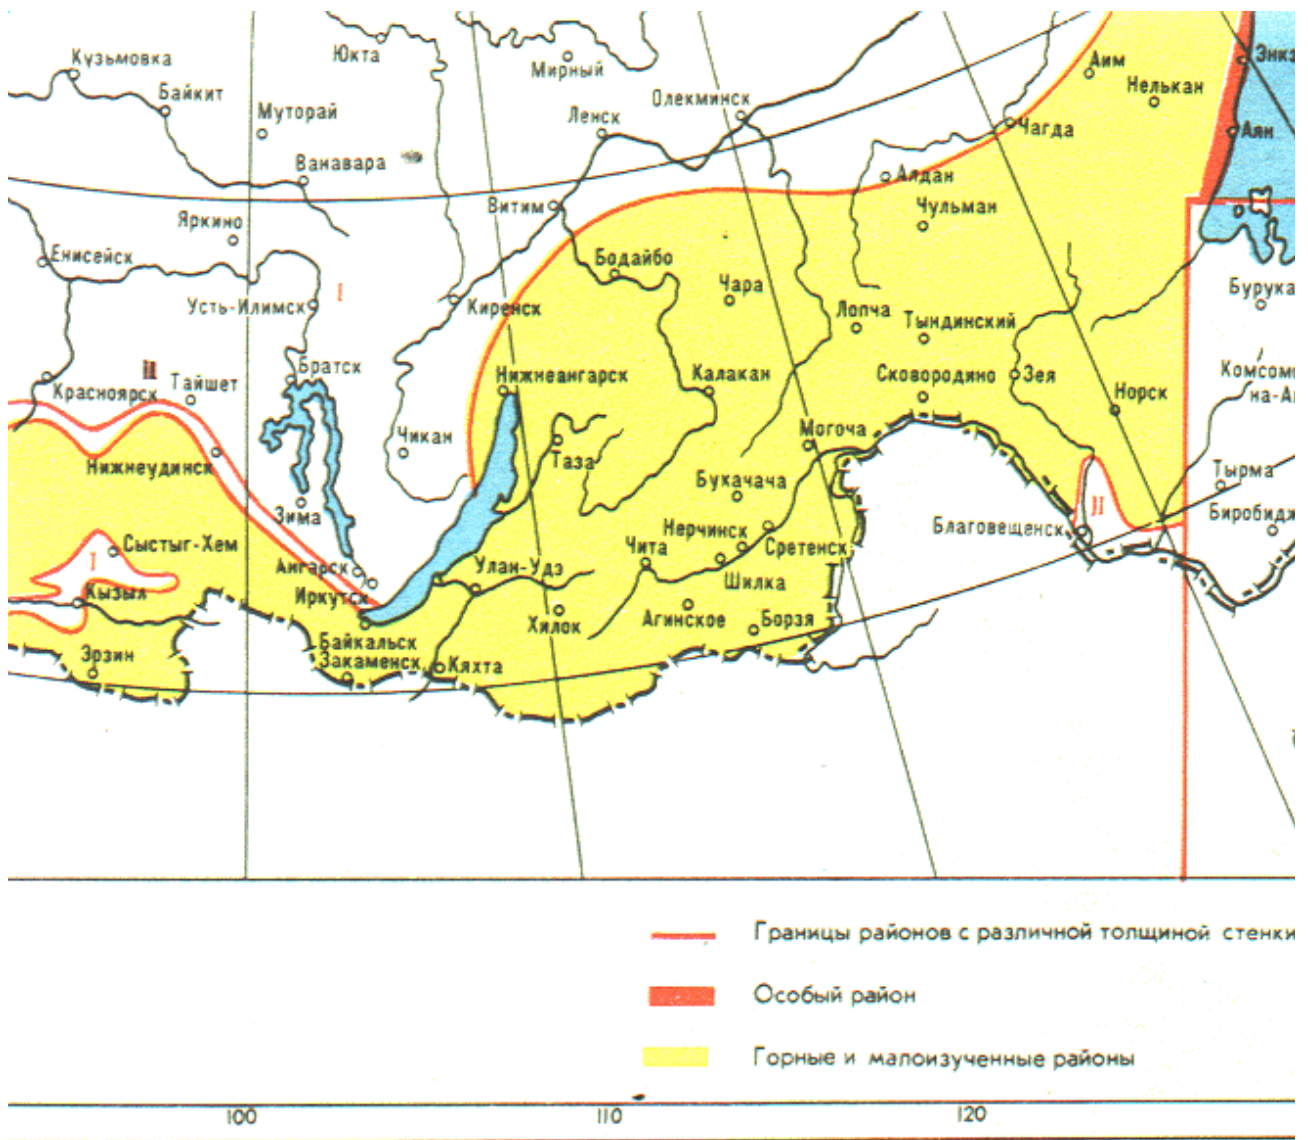 Кузьмовка
Юкта
Мирный
Аим
Байкит
Нелькан
Муторай
Олекминск
Ленск
Чагда
Аян
Ванавара
Алдан
Витим
Чульман
Яркино
Енисейск
Бодайбо
Чара
Усть-Илимск
I
Киренск
Лопча
Тындинский
Братск
Нижнеангарск
Калакан
Сковородино
Зея
Красноярск
II
Тайшет
Норск
Чикан
Могоча
Таза
Нижнеудинск
Букачача
Тырма
Зима
Нерчинск
Благовещенск
II
Сыстыг-Хем
I
Чита
Сретенск
Ангарск
Улан-Удэ
Шилка
Кызыл
Иркутск
Хилок
Агинское
Борзя
Байкальск
Эрзин
Закаменск
Кяхта
Границы районов с различной толщиной стенки
Особый район
Горные и малоизученные районы
100
110
120